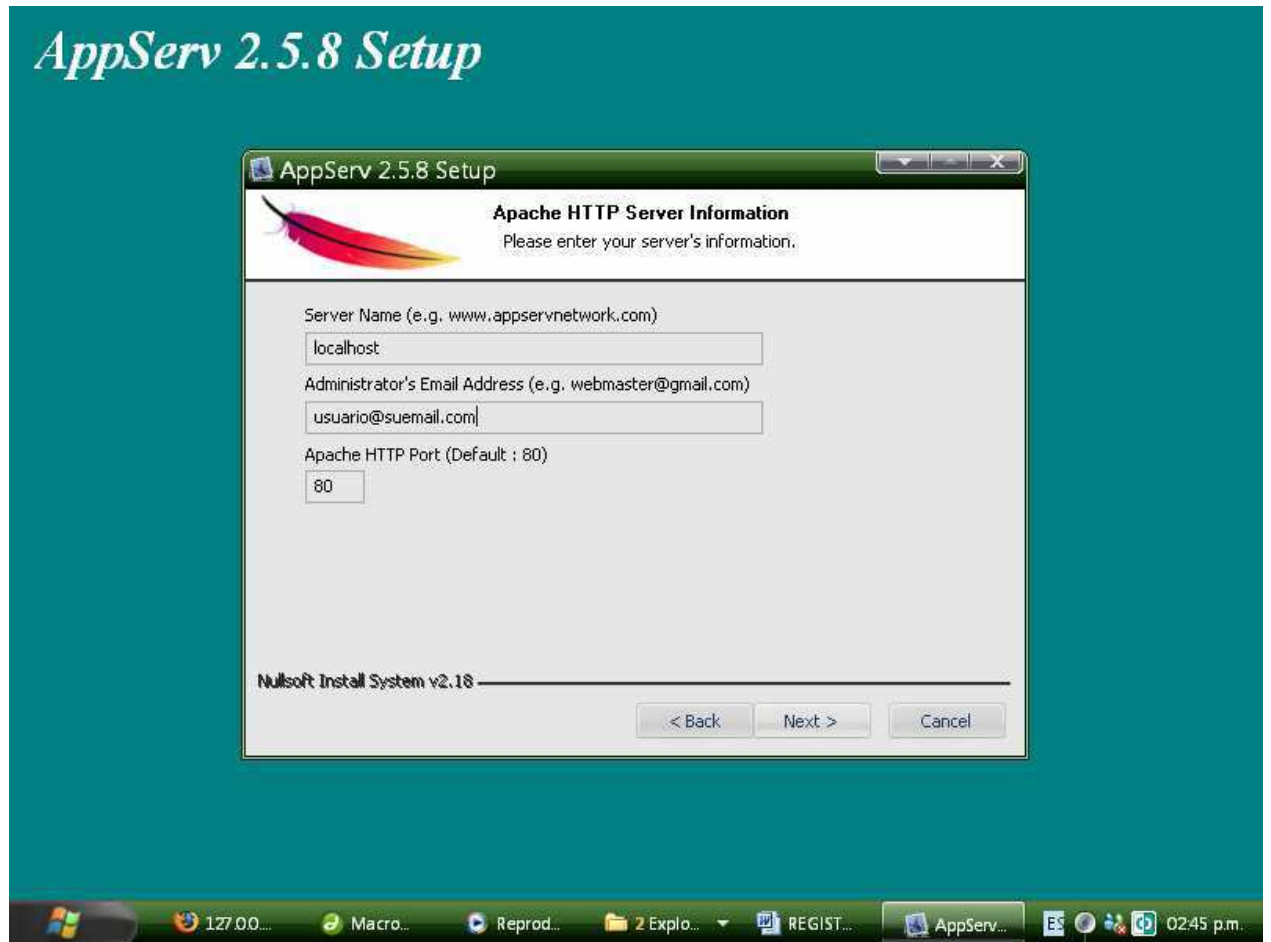 AppServ 2.5.8 Setup
AppServ 2.5.8 Setup
Apache HTTP Server Information
Please enter your server's information.
Server Name (e.g. www.appservnetwork.com)
localhost
Administrator's Email Address (e.g. webmaster@gmail.com)
usuario@suemail.com
Apache HTTP Port (Default : 80)
80
Nullsoft Install System v2.18
< Back Next > Cancel
127.0.0... Macro... Reprod... 2 Explo... REGIST... AppServ... ES 02:45 p.m.